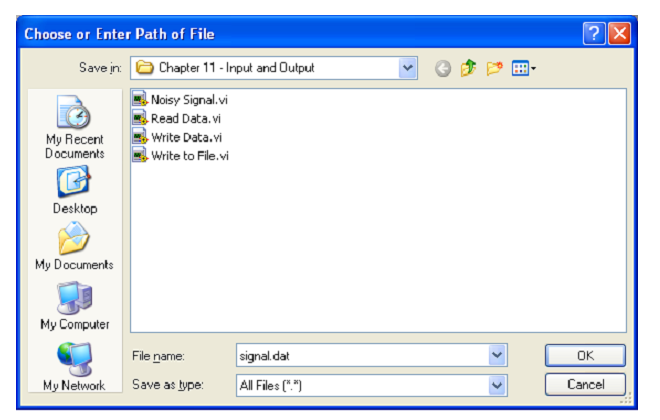 Choose or Enter Path of File
Save in:
Chapter 11 - Input and Output
Noisy Signal.vi
Read Data.vi
Write Data.vi
Write to File.vi
My Recent
Documents
Desktop
My Documents
My Computer
My Network
File name:
signal.dat
OK
Save as type:
All Files (*.*)
Cancel